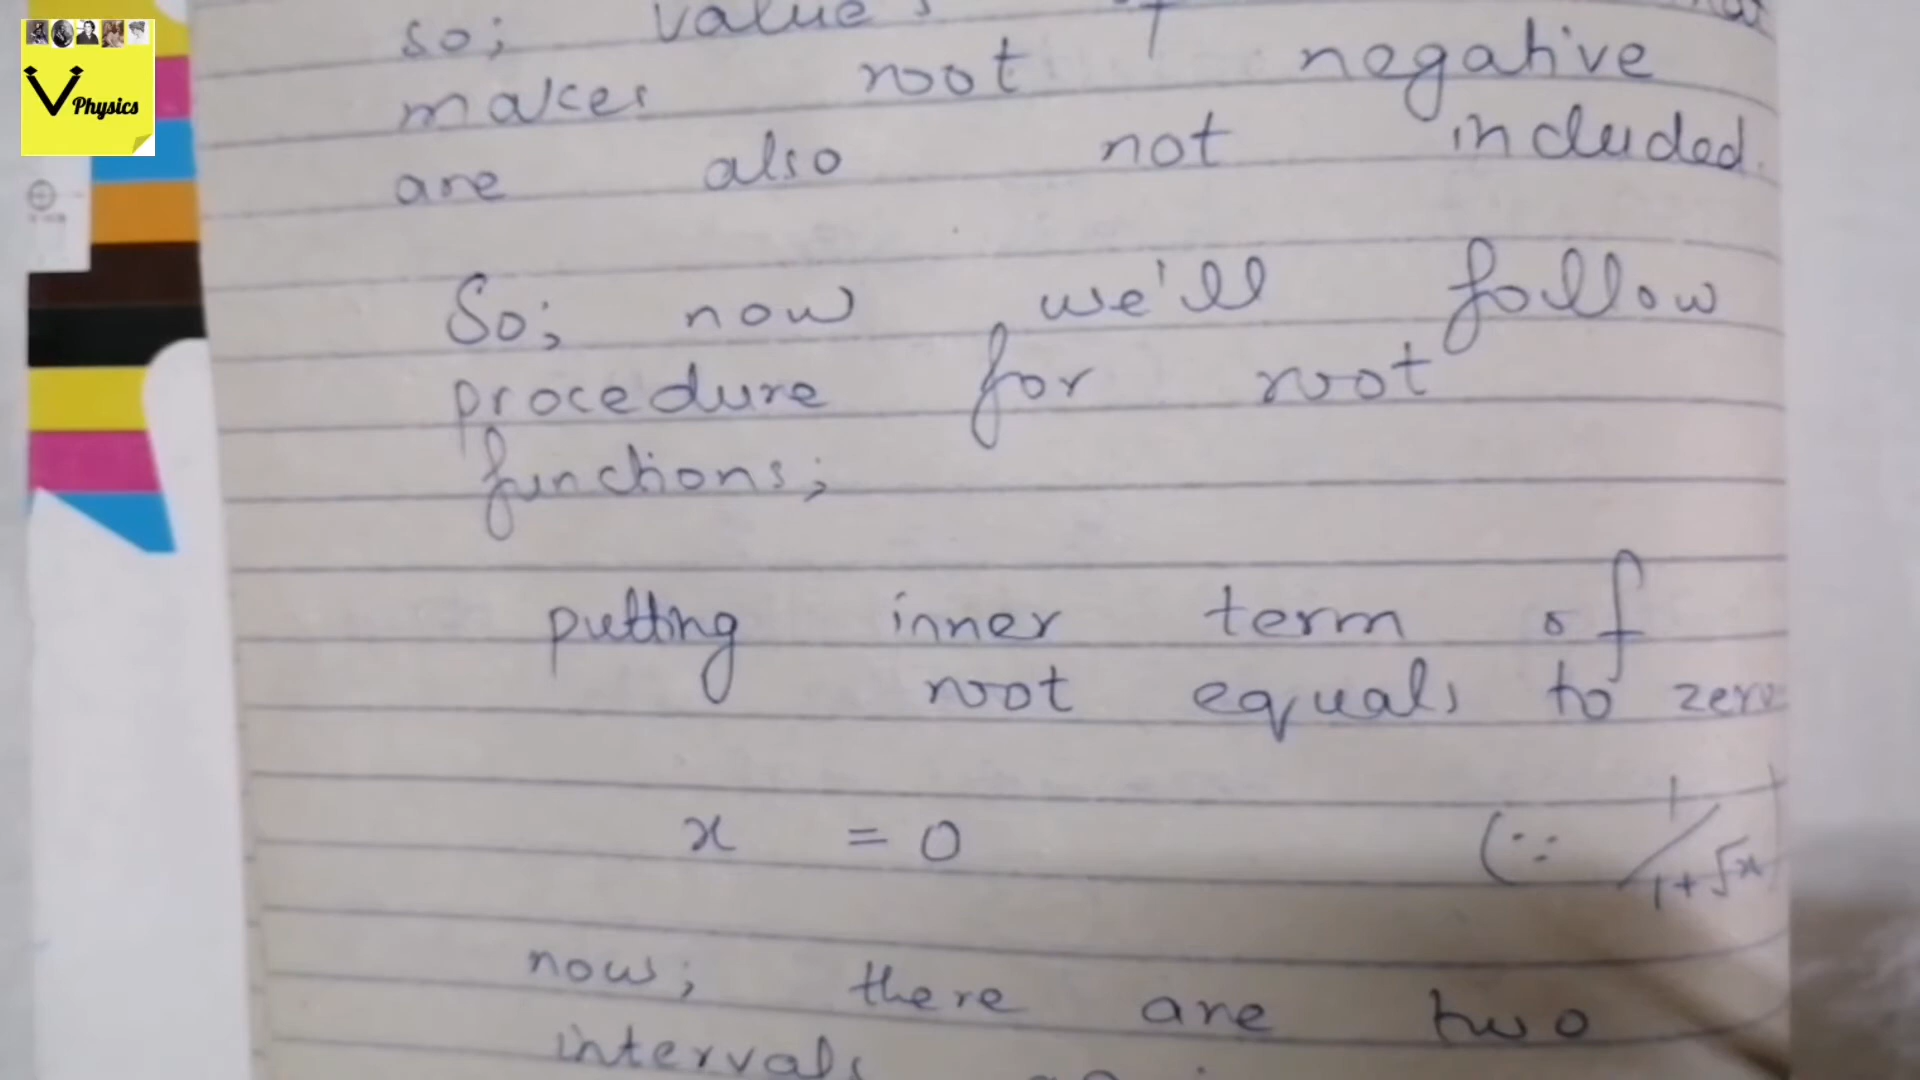 V Physics
so; value
makes root negative
are also not included.
So; now we'll follow
procedure for root
functions;
putting inner term of
root equals to zero
x = 0 (∵ 1/1+√x)
now; there are two
intervals